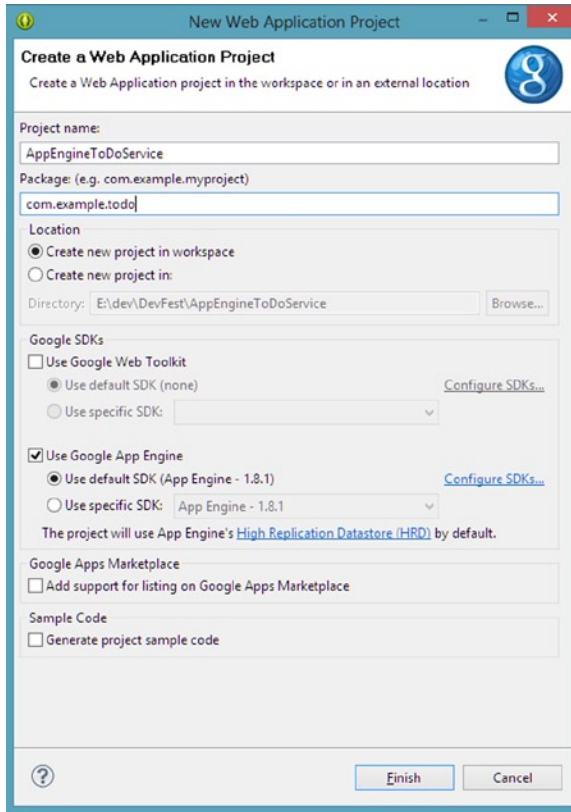 New Web Application Project
Create a Web Application Project
Create a Web Application project in the workspace or in an external location
g
Project name:
AppEngineToDoService
Package: (e.g. com.example.myproject)
com.example.todo
Location
Create new project in workspace
Create new project in:
Directory: E:\dev\DevFest\AppEngineToDoService Browse...
Google SDKs
Use Google Web Toolkit
Use default SDK (none) Configure SDKs...
Use specific SDK:
Use Google App Engine
Use default SDK (App Engine - 1.8.1) Configure SDKs...
Use specific SDK: App Engine - 1.8.1
The project will use App Engine's High Replication Datastore (HRD) by default.
Google Apps Marketplace
Add support for listing on Google Apps Marketplace
Sample Code
Generate project sample code
? Finish Cancel